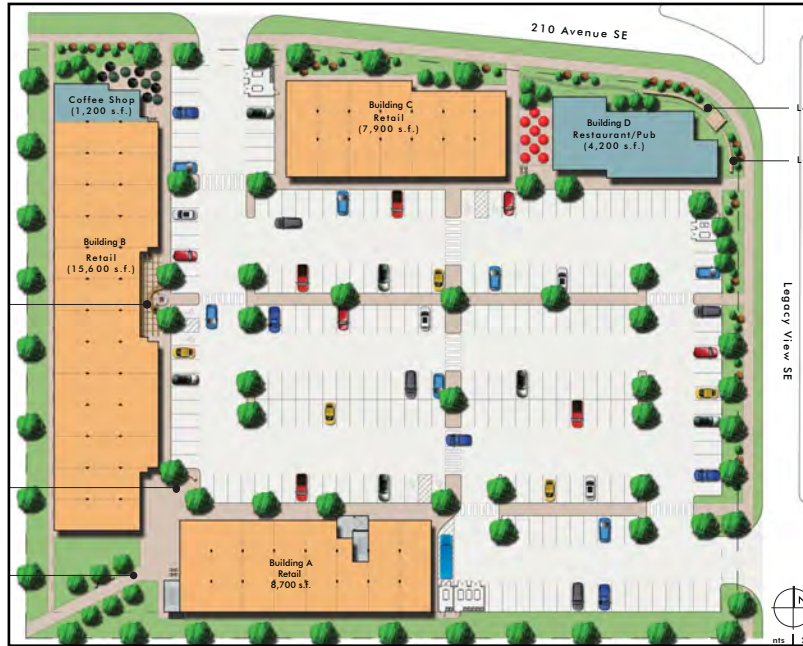 210 Avenue SE
Coffee Shop
(1,200 s.f.)
Building C
Retail
(7,900 s.f.)
Building D
Restaurant/Pub
(4,200 s.f.)
L
L
Building B
Retail
(15,600 s.f.)
Legacy View SE
Building A
Retail
8,700 s.f.
N
nts